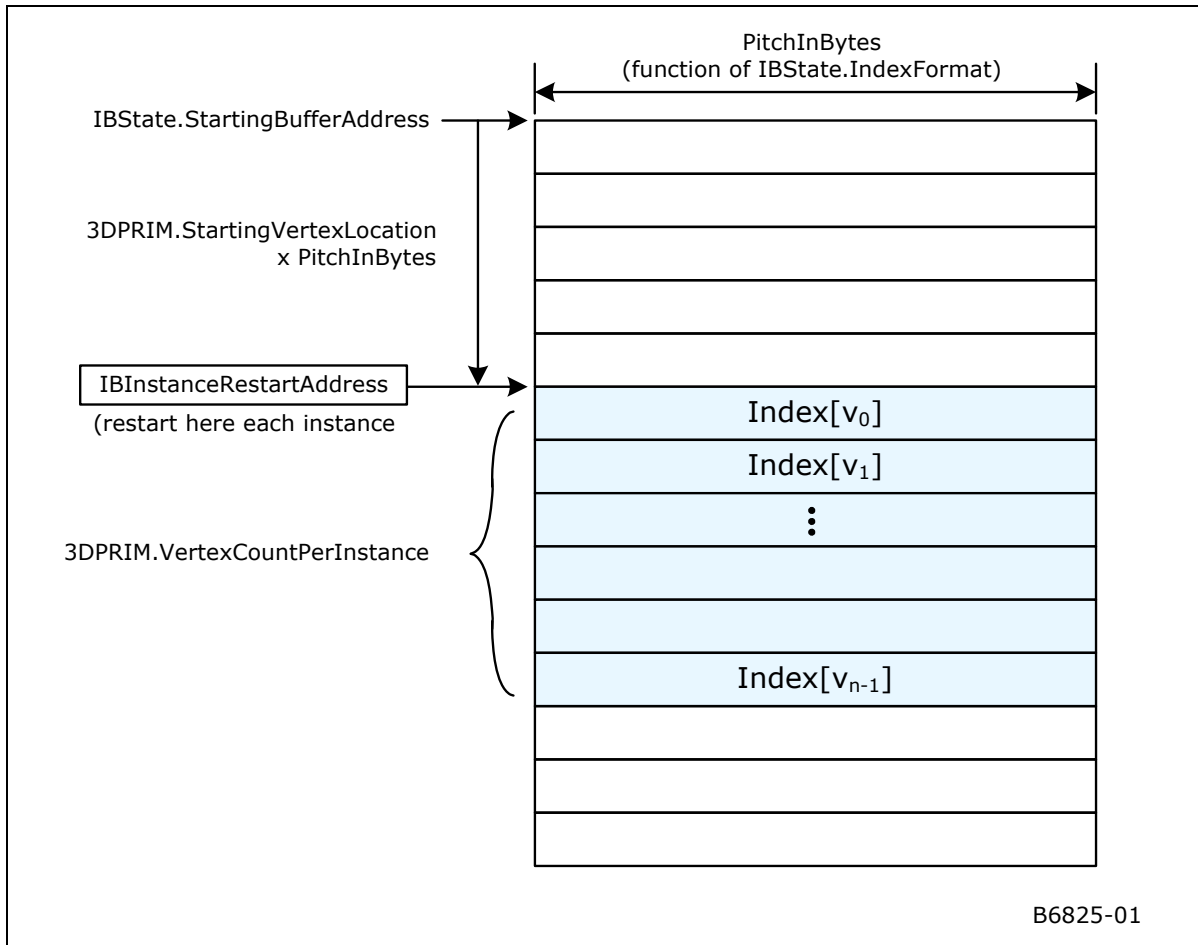 PitchInBytes
(function of IBState.IndexFormat)
IBState.StartingBufferAddress
3DPRIM.StartingVertexLocation
x PitchInBytes
IBInstanceRestartAddress
(restart here each instance
Index[v0]
Index[v1]
3DPRIM.VertexCountPerInstance
Index[vn-1]
B6825-01